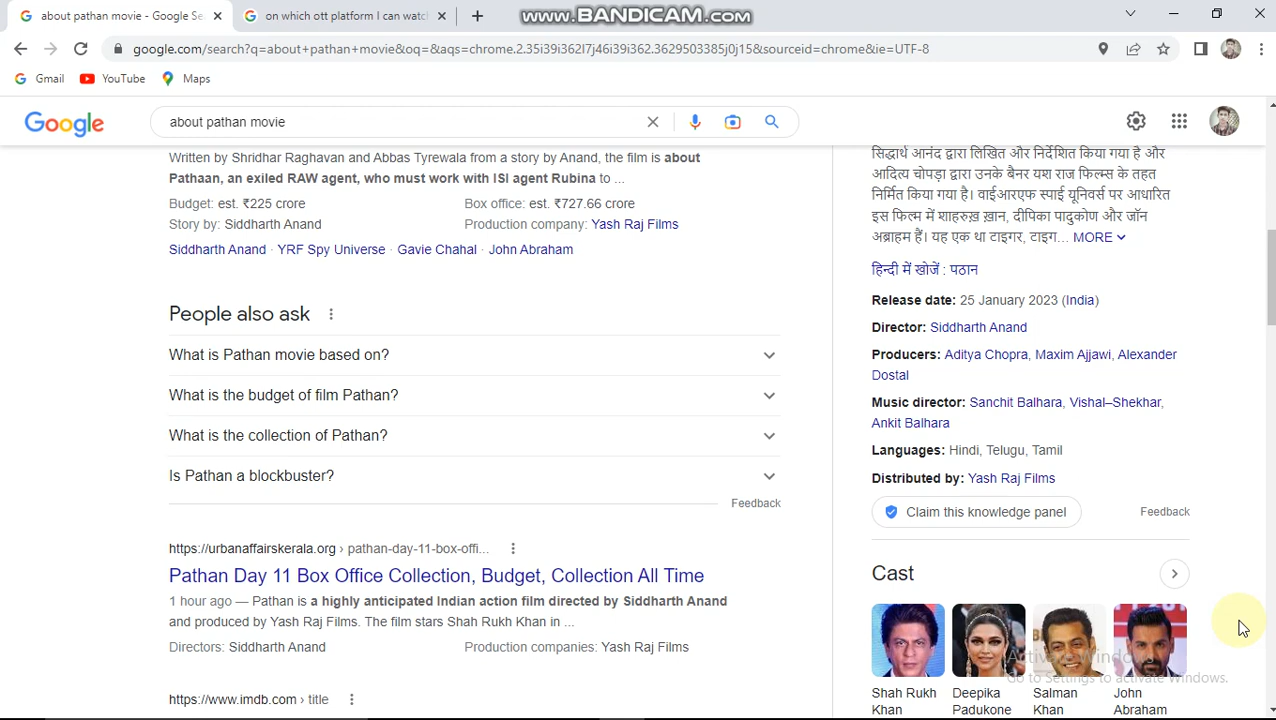 about pathan movie - Google Se
on which ott platform I can watch
www.BANDICAM.com
google.com/search?q=about+pathan+movie&oq=&aqs=chrome.2.35i39i362l7j46i39i362.3629503385j0j15&sourceid=chrome&ie=UTF-8
Gmail
YouTube
Maps
Google
about pathan movie
Written by Shridhar Raghavan and Abbas Tyrewala from a story by Anand, the film is about
Pathaan, an exiled RAW agent, who must work with ISI agent Rubina to ...
Budget: est. ₹225 crore
Box office: est. ₹727.66 crore
Story by: Siddharth Anand
Production company: Yash Raj Films
Siddharth Anand · YRF Spy Universe · Gavie Chahal · John Abraham
People also ask
What is Pathan movie based on?
What is the budget of film Pathan?
What is the collection of Pathan?
Is Pathan a blockbuster?
Feedback
https://urbanaffairskerala.org › pathan-day-11-box-offi...
Pathan Day 11 Box Office Collection, Budget, Collection All Time
1 hour ago — Pathan is a highly anticipated Indian action film directed by Siddharth Anand
and produced by Yash Raj Films. The film stars Shah Rukh Khan in ...
Directors: Siddharth Anand
Production companies: Yash Raj Films
https://www.imdb.com › title
सिद्धार्थ आनंद द्वारा लिखित और निर्देशित किया गया है और
आदित्य चोपड़ा द्वारा उनके बैनर यश राज फिल्म्स के तहत
निर्मित किया गया है। वाईआरएफ स्पाई यूनिवर्स पर आधारित
इस फिल्म में शाहरुख़ ख़ान, दीपिका पादुकोण और जॉन
अब्राहम हैं। यह एक था टाइगर, टाइग... MORE
हिन्दी में खोजें : पठान
Release date: 25 January 2023 (India)
Director: Siddharth Anand
Producers: Aditya Chopra, Maxim Ajjawi, Alexander
Dostal
Music director: Sanchit Balhara, Vishal–Shekhar,
Ankit Balhara
Languages: Hindi, Telugu, Tamil
Distributed by: Yash Raj Films
Claim this knowledge panel
Feedback
Cast
Activate Windows
Go to Settings to activate Windows.
Shah Rukh
Khan
Deepika
Padukone
Salman
Khan
John
Abraham